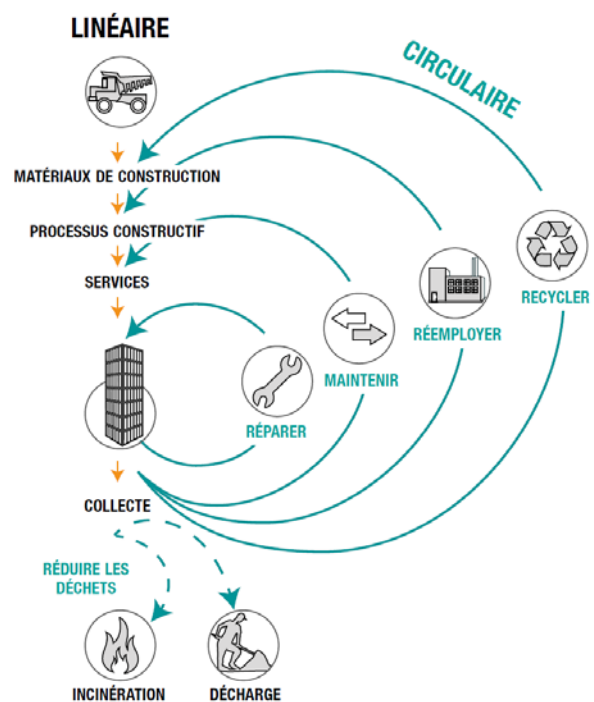 LINÉAIRE
CIRCULAIRE
MATÉRIAUX DE CONSTRUCTION
PROCESSUS CONSTRUCTIF
SERVICES
RECYCLER
RÉEMPLOYER
MAINTENIR
RÉPARER
COLLECTE
RÉDUIRE LES
DÉCHETS
INCINÉRATION
DÉCHARGE